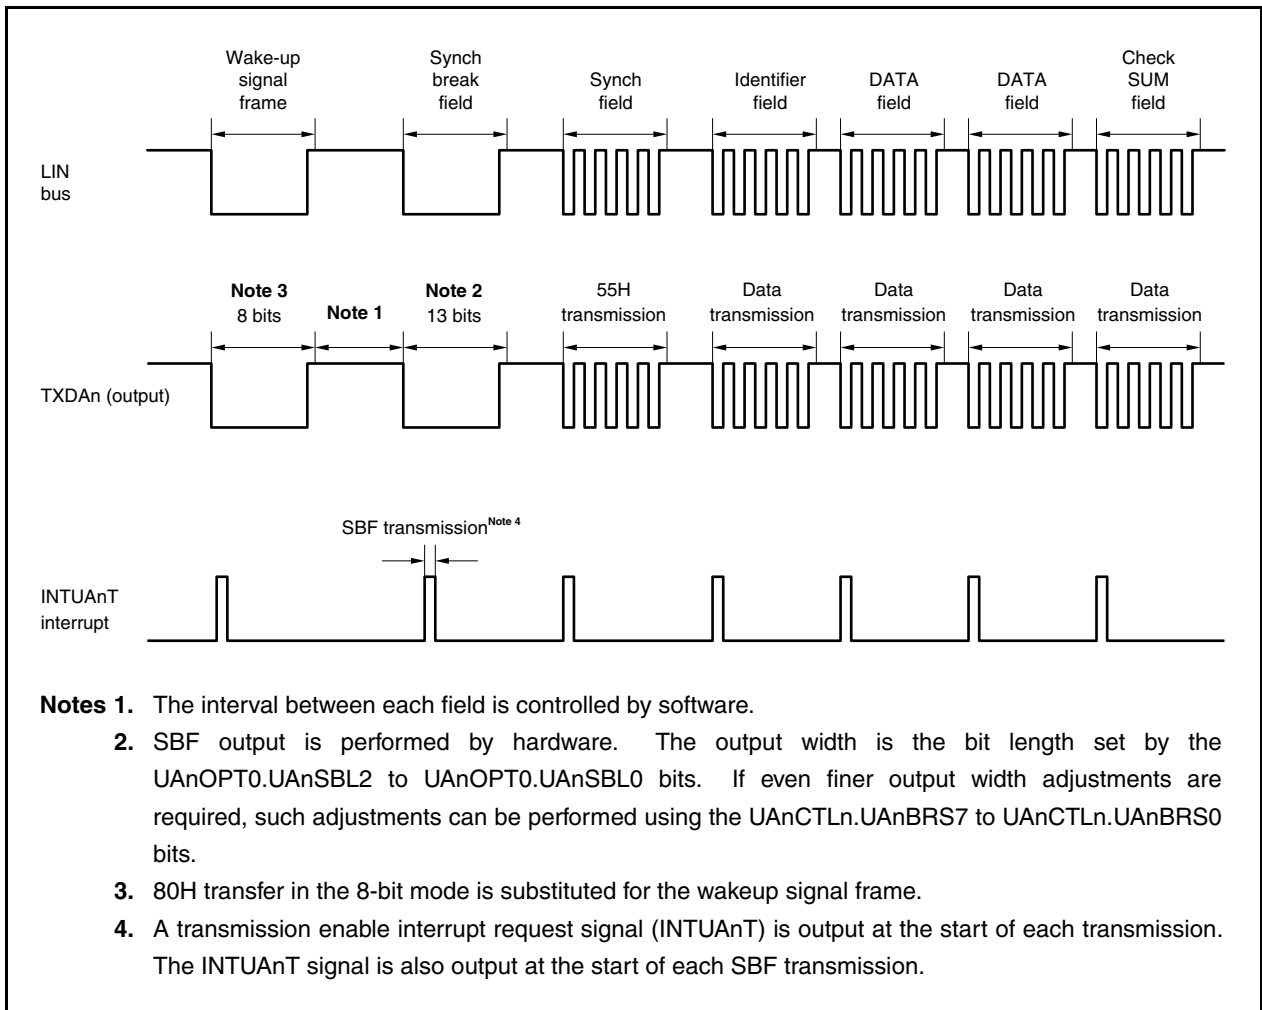 Wake-up
signal
frame
Synch
break
field
Synch
field
Identifier
field
DATA
field
DATA
field
Check
SUM
field
LIN
bus
Note 3
8 bits
Note 1
Note 2
13 bits
55H
transmission
Data
transmission
Data
transmission
Data
transmission
Data
transmission
TXDAn (output)
SBF transmission Note 4
INTUAnT
interrupt
Notes 1. The interval between each field is controlled by software.
2. SBF output is performed by hardware. The output width is the bit length set by the
UAnOPT0.UAnSBL2 to UAnOPT0.UAnSBL0 bits. If even finer output width adjustments are
required, such adjustments can be performed using the UAnCTLn.UAnBRS7 to UAnCTLn.UAnBRS0
bits.
3. 80H transfer in the 8-bit mode is substituted for the wakeup signal frame.
4. A transmission enable interrupt request signal (INTUAnT) is output at the start of each transmission.
The INTUAnT signal is also output at the start of each SBF transmission.